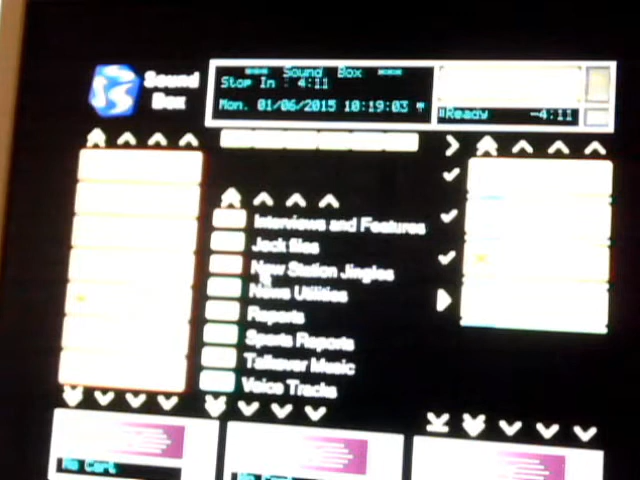 Sound
Box
=== Sound Box ===
Stop In : 4:11
Mon. 01/06/2015 10:19:03
Ready -4:11
Interviews and Features
Jock files
New Station Jingles
News Utilities
Reports
Sports Reports
Talkover Music
Voice Tracks
No Cart